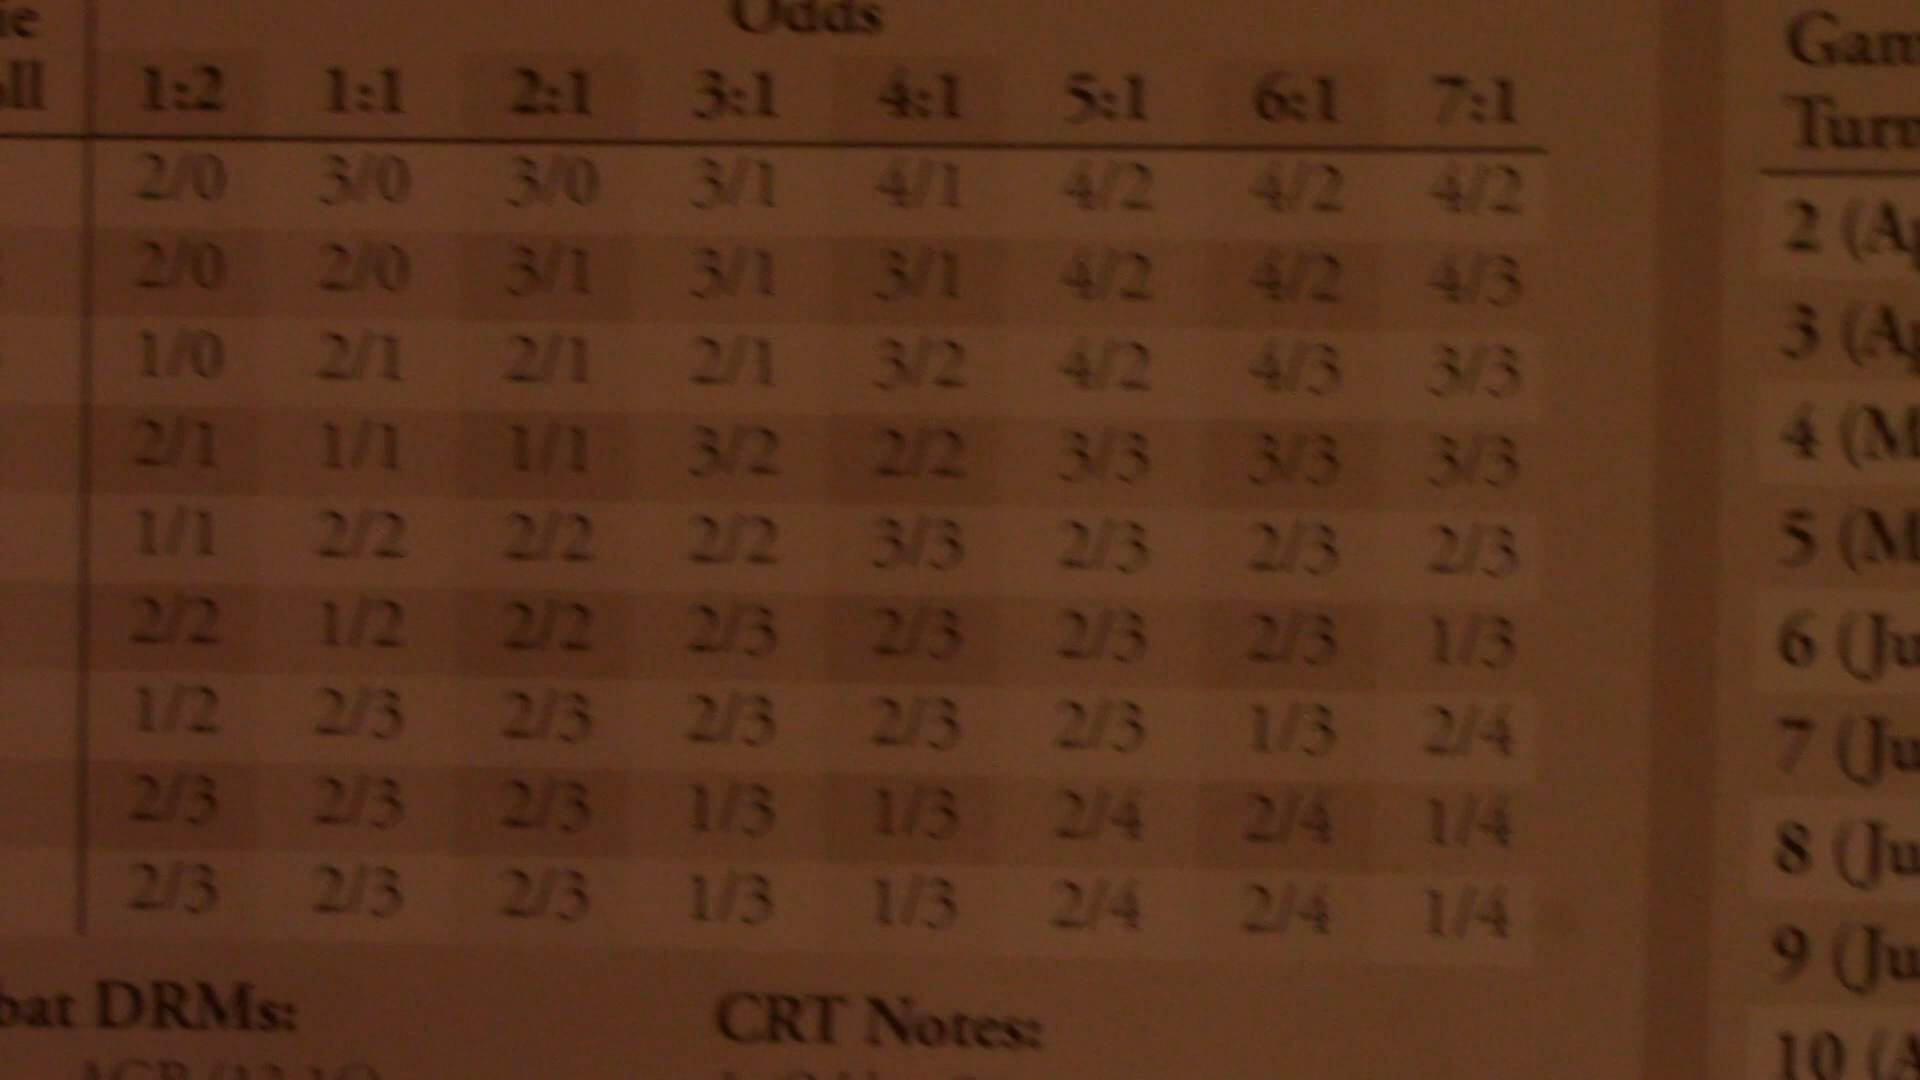 Odds
1:2 1:1 2:1 3:1 4:1 5:1 6:1 7:1
2/0 3/0 3/0 3/1 4/1 4/2 4/2 4/2
2/0 2/0 3/1 3/1 3/1 4/2 4/2 4/3
1/0 2/1 2/1 2/1 3/2 4/2 4/3 3/3
2/1 1/1 1/1 3/2 2/2 3/3 3/3 3/3
1/1 2/2 2/2 2/2 3/3 2/3 2/3 2/3
2/2 1/2 2/2 2/3 2/3 2/3 2/3 1/3
1/2 2/3 2/3 2/3 2/3 2/3 1/3 2/4
2/3 2/3 2/3 1/3 1/3 2/4 2/4 1/4
2/3 2/3 2/3 1/3 1/3 2/4 2/4 1/4
bat DRMs:
CRT Notes:
Gam
Turn
2 (Ap
3 (Ap
4 (M
5 (M
6 (Ju
7 (Ju
8 (Ju
9 (Ju
10 (A